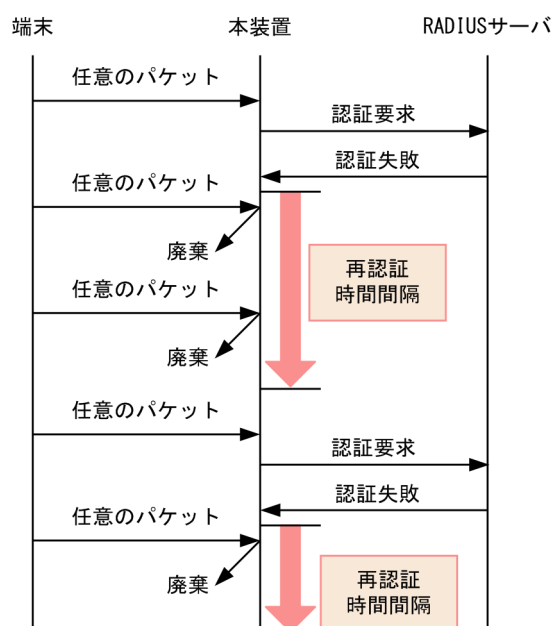 端末
本装置
RADIUSサーバ
任意のパケット
認証要求
認証失敗
任意のパケット
廃棄
再認証
時間間隔
任意のパケット
廃棄
任意のパケット
認証要求
認証失敗
任意のパケット
廃棄
再認証
時間間隔